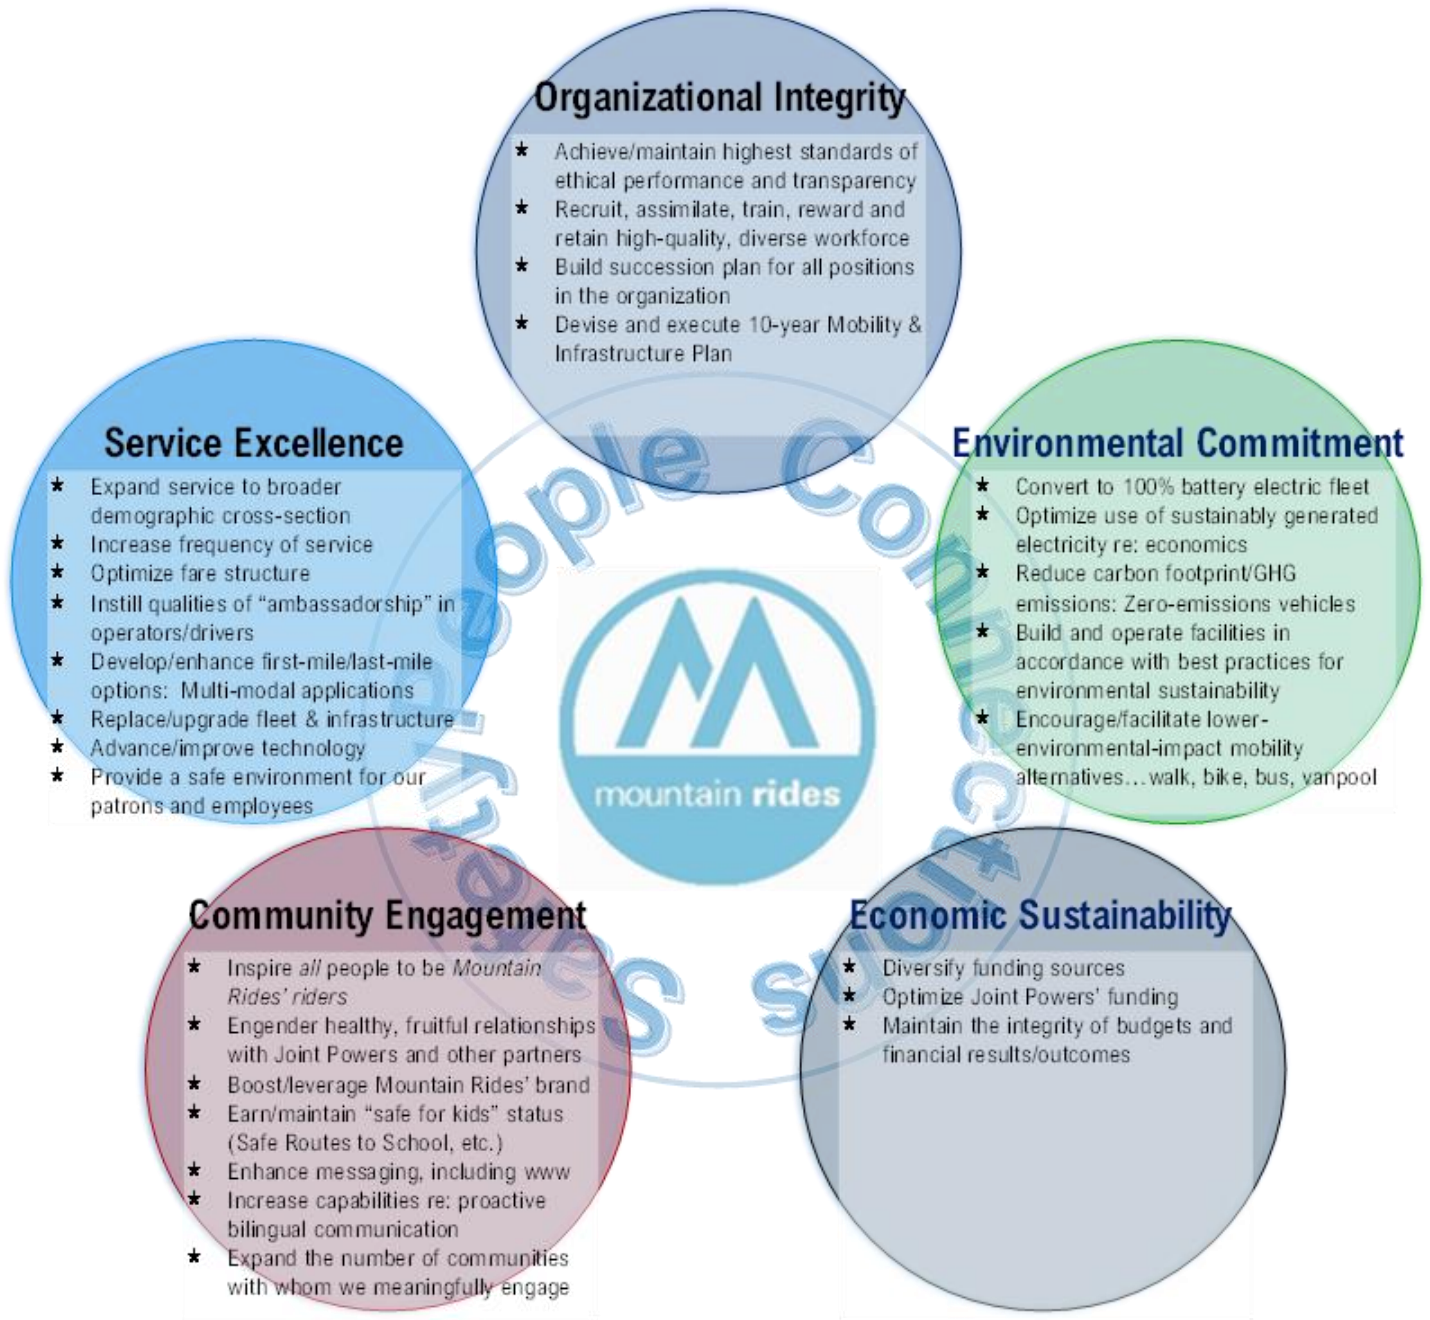 Organizational Integrity
* Achieve/maintain highest standards of
ethical performance and transparency
* Recruit, assimilate, train, reward and
retain high-quality, diverse workforce
* Build succession plan for all positions
in the organization
* Devise and execute 10-year Mobility &
Infrastructure Plan
Service Excellence
* Expand service to broader
demographic cross-section
* Increase frequency of service
* Optimize fare structure
* Instill qualities of “ambassadorship” in
operators/drivers
* Develop/enhance first-mile/last-mile
options: Multi-modal applications
* Replace/upgrade fleet & infrastructure
* Advance/improve technology
* Provide a safe environment for our
patrons and employees
Environmental Commitment
* Convert to 100% battery electric fleet
* Optimize use of sustainably generated
electricity re: economics
* Reduce carbon footprint/GHG
emissions: Zero-emissions vehicles
* Build and operate facilities in
accordance with best practices for
environmental sustainability
* Encourage/facilitate lower-
environmental-impact mobility
alternatives…walk, bike, bus, vanpool
Safety.People Connections
mountain rides
Community Engagement
* Inspire all people to be Mountain
Rides’ riders
* Engender healthy, fruitful relationships
with Joint Powers and other partners
* Boost/leverage Mountain Rides’ brand
* Earn/maintain “safe for kids” status
(Safe Routes to School, etc.)
* Enhance messaging, including www
* Increase capabilities re: proactive
bilingual communication
* Expand the number of communities
with whom we meaningfully engage
Economic Sustainability
* Diversify funding sources
* Optimize Joint Powers’ funding
* Maintain the integrity of budgets and
financial results/outcomes